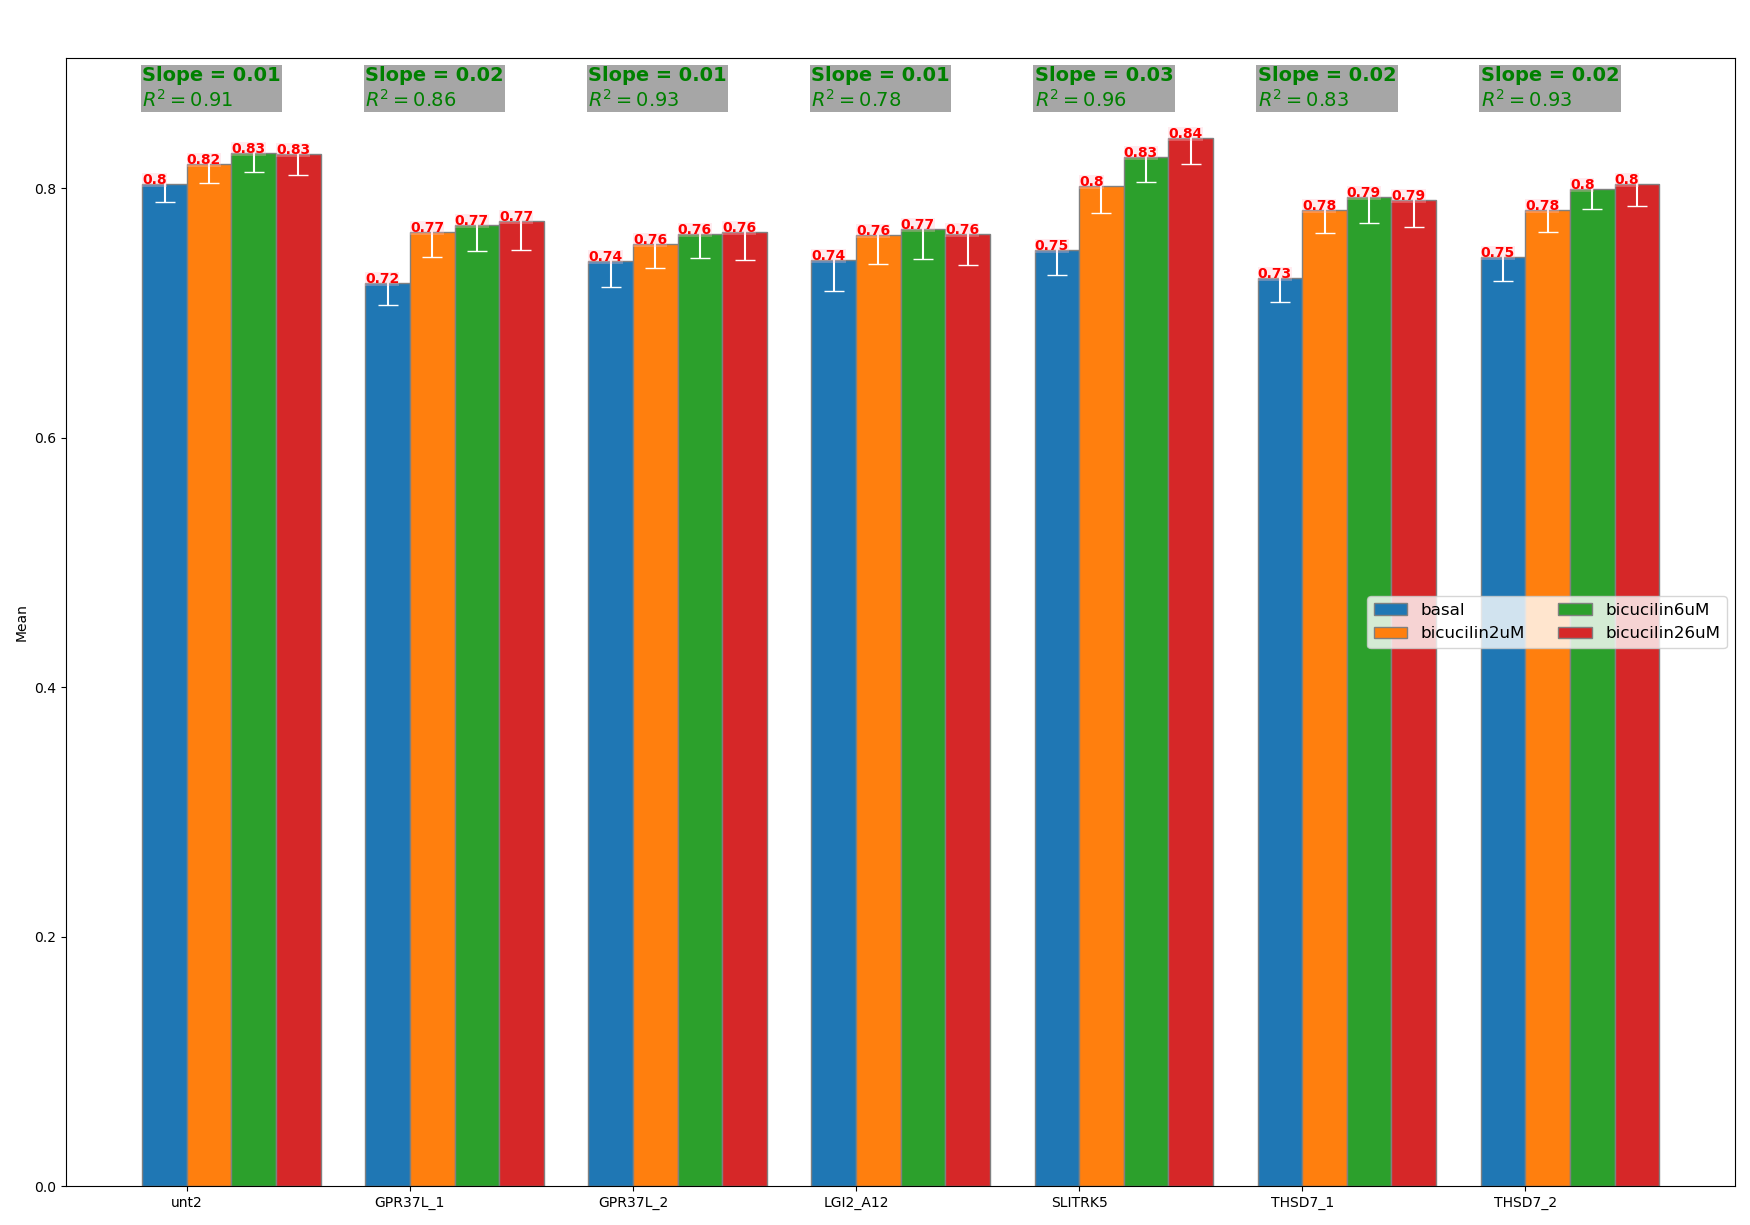 Slope = 0.01
R² = 0.91
Slope = 0.02
R² = 0.86
Slope = 0.01
R² = 0.93
Slope = 0.01
R² = 0.78
Slope = 0.03
R² = 0.96
Slope = 0.02
R² = 0.83
Slope = 0.02
R² = 0.93
0.8 0.82 0.83 0.83
0.72 0.77 0.77 0.77
0.74 0.76 0.76 0.76
0.74 0.76 0.77 0.76
0.75 0.8 0.83 0.84
0.73 0.78 0.79 0.79
0.75 0.78 0.8 0.8
0.8
0.6
0.4
0.2
0.0
Mean
basal
bicucilin2uM
bicucilin6uM
bicucilin26uM
unt2 GPR37L_1 GPR37L_2 LGI2_A12 SLITRK5 THSD7_1 THSD7_2